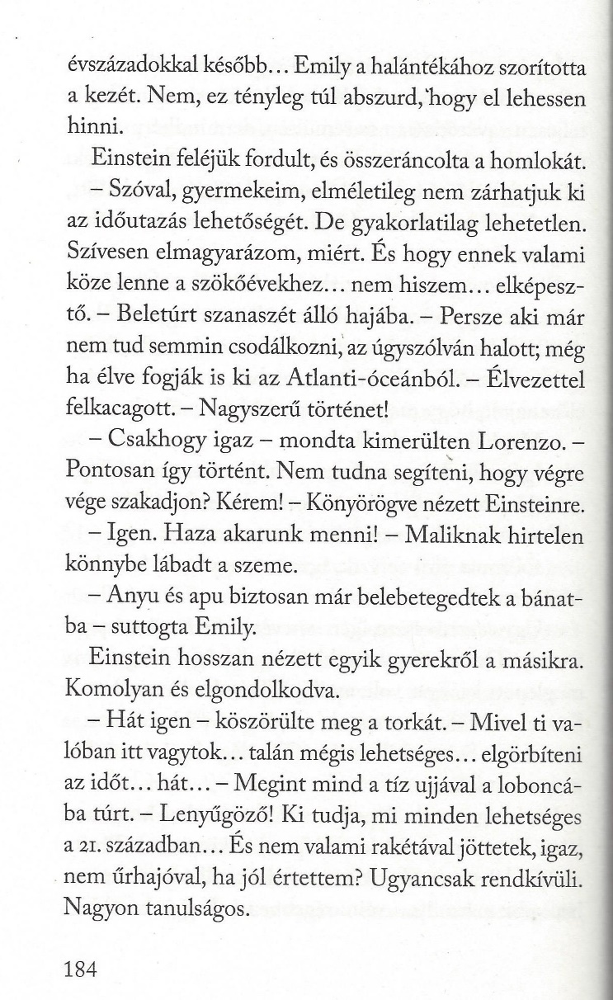 évszázadokkal később... Emily a halántékához szorította
a kezét. Nem, ez tényleg túl abszurd, hogy el lehessen
hinni.
Einstein feléjük fordult, és összeráncolta a homlokát.
– Szóval, gyermekeim, elméletileg nem zárhatjuk ki
az időutazás lehetőségét. De gyakorlatilag lehetetlen.
Szívesen elmagyarázom, miért. És hogy ennek valami
köze lenne a szökőévekhez... nem hiszem... elképesz-
tő. – Beletúrt szanaszét álló hajába. – Persze aki már
nem tud semmin csodálkozni, az úgyszólván halott; még
ha élve fogják is ki az Atlanti-óceánból. – Élvezettel
felkacagott. – Nagyszerű történet!
– Csakhogy igaz – mondta kimerülten Lorenzo. –
Pontosan így történt. Nem tudna segíteni, hogy végre
vége szakadjon? Kérem! – Könyörögve nézett Einsteinre.
– Igen. Haza akarunk menni! – Maliknak hirtelen
könnybe lábadt a szeme.
– Anyu és apu biztosan már belebetegedtek a bánat-
ba – suttogta Emily.
Einstein hosszan nézett egyik gyerekről a másikra.
Komolyan és elgondolkodva.
– Hát igen – köszörülte meg a torkát. – Mivel ti va-
lóban itt vagytok... talán mégis lehetséges... elgörbíteni
az időt... hát... – Megint mind a tíz ujjával a loboncá-
ba túrt. – Lenyűgöző! Ki tudja, mi minden lehetséges
a 21. században... És nem valami rakétával jöttetek, igaz,
nem űrhajóval, ha jól értettem? Ugyancsak rendkívüli.
Nagyon tanulságos.
184